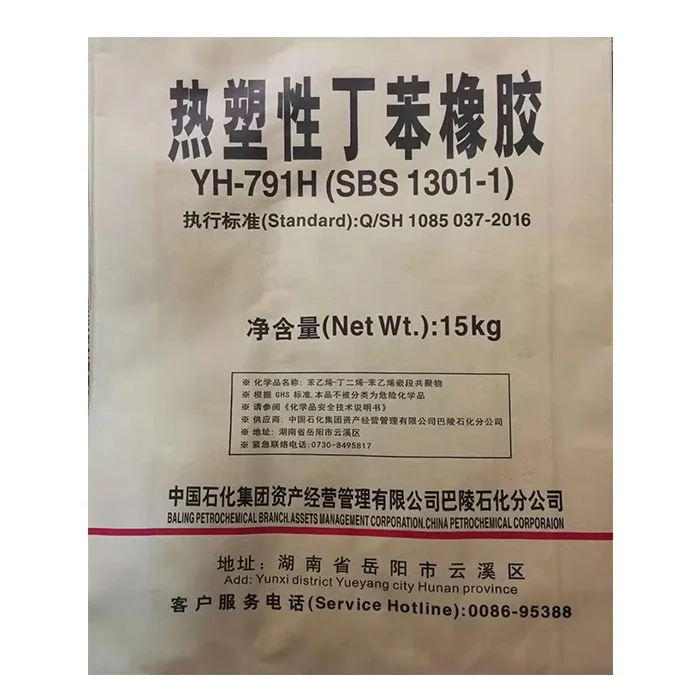 热塑性丁苯橡胶
YH-791H (SBS 1301-1)
执行标准(Standard):Q/SH 1085 037-2016
净含量(Net Wt.):15kg
※ 化学品名称: 苯乙烯-丁二烯-苯乙烯嵌段共聚物
※ 根据 GHS 标准,本品不被分类为危险化学品
※ 请参阅《化学品安全技术说明书》
※ 供应商: 中国石化集团资产经营管理有限公司巴陵石化分公司
※ 地址: 湖南省岳阳市云溪区
※ 紧急联络电话:0730-8495817
中国石化集团资产经营管理有限公司巴陵石化分公司
BALING PETROCHEMICAL BRANCH.ASSETS MANAGEMENT CORPORATION.CHINA PETROCHEMICAL CORPORAION
地址: 湖南省岳阳市云溪区
Add: Yunxi district Yueyang city Hunan province
客户服务电话(Service Hotline):0086-95388